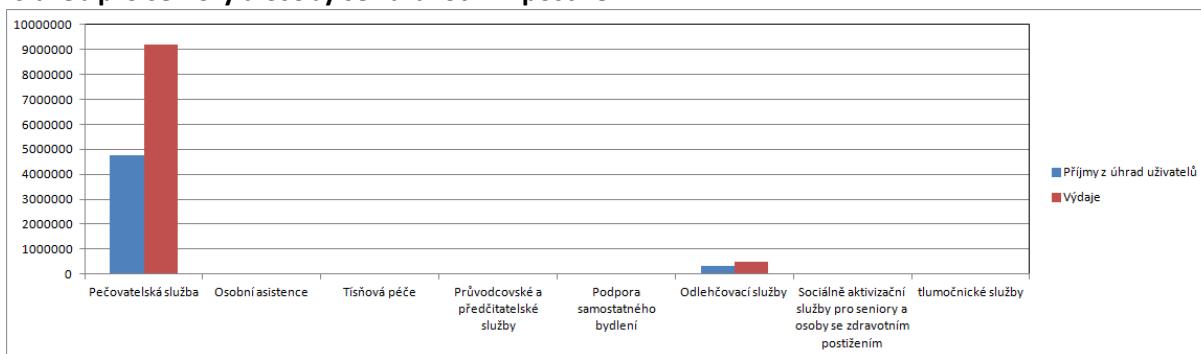 10000000
9000000
8000000
7000000
6000000
5000000
4000000
3000000
2000000
1000000
0
Pečovatelská služba
Osobní asistence
Tísňová péče
Průvodcovské a
předčitatelské
služby
Podpora
samostatného
bydlení
Odlehčovací služby
Sociálně aktivizační
služby pro seniory a
osoby se zdravotním
postižením
tlumočnické služby
Příjmy z úhrad uživatelů
Výdaje